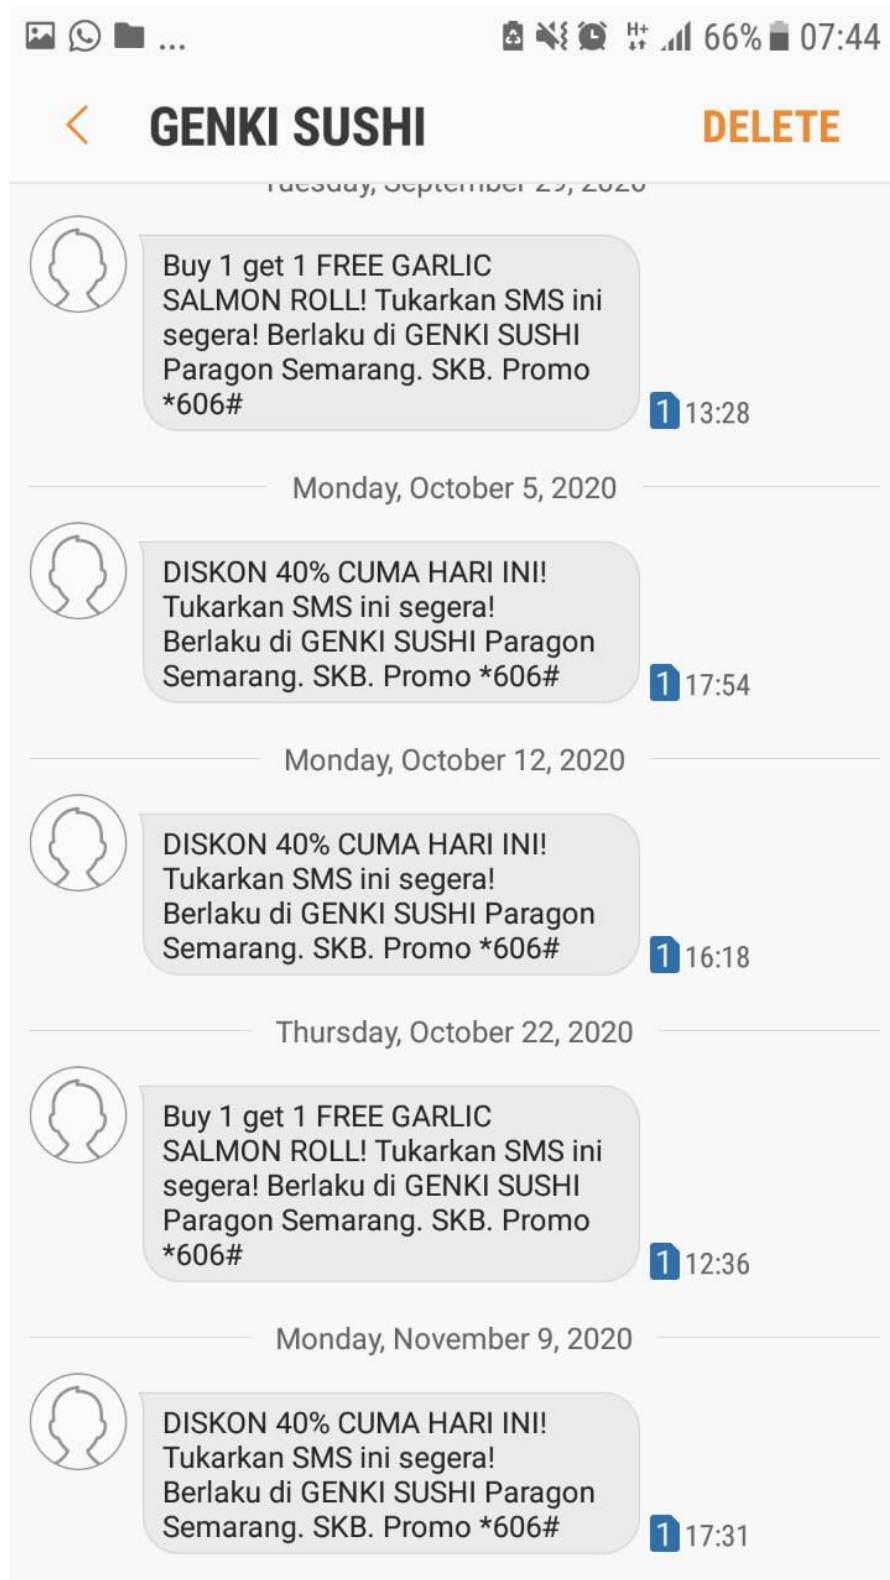 ... 66% 07:44
GENKI SUSHI DELETE
Tuesday, September 29, 2020
Buy 1 get 1 FREE GARLIC
SALMON ROLL! Tukarkan SMS ini
segera! Berlaku di GENKI SUSHI
Paragon Semarang. SKB. Promo
*606#
1 13:28
Monday, October 5, 2020
DISKON 40% CUMA HARI INI!
Tukarkan SMS ini segera!
Berlaku di GENKI SUSHI Paragon
Semarang. SKB. Promo *606#
1 17:54
Monday, October 12, 2020
DISKON 40% CUMA HARI INI!
Tukarkan SMS ini segera!
Berlaku di GENKI SUSHI Paragon
Semarang. SKB. Promo *606#
1 16:18
Thursday, October 22, 2020
Buy 1 get 1 FREE GARLIC
SALMON ROLL! Tukarkan SMS ini
segera! Berlaku di GENKI SUSHI
Paragon Semarang. SKB. Promo
*606#
1 12:36
Monday, November 9, 2020
DISKON 40% CUMA HARI INI!
Tukarkan SMS ini segera!
Berlaku di GENKI SUSHI Paragon
Semarang. SKB. Promo *606#
1 17:31